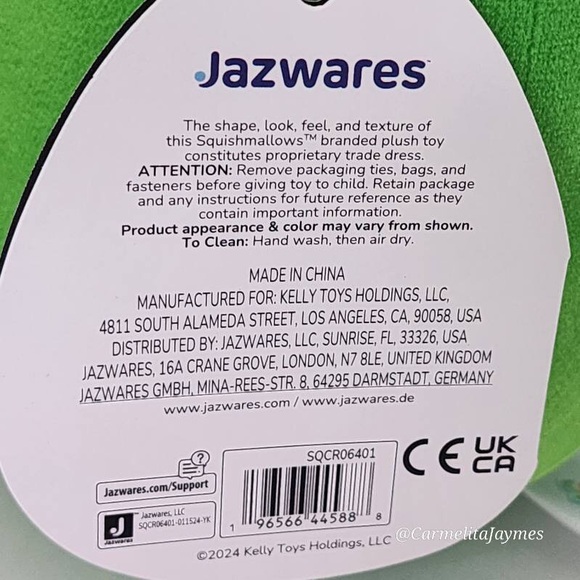 Jazwares
The shape, look, feel, and texture of
this Squishmallows™ branded plush toy
constitutes proprietary trade dress.
ATTENTION: Remove packaging ties, bags, and
fasteners before giving toy to child. Retain package
and any instructions for future reference as they
contain important information.
Product appearance & color may vary from shown.
To Clean: Hand wash, then air dry.
MADE IN CHINA
MANUFACTURED FOR: KELLY TOYS HOLDINGS, LLC,
4811 SOUTH ALAMEDA STREET, LOS ANGELES, CA, 90058, USA
DISTRIBUTED BY: JAZWARES, LLC, SUNRISE, FL, 33326, USA
JAZWARES, 16A CRANE GROVE, LONDON, N7 8LE, UNITED KINGDOM
JAZWARES GMBH, MINA-REES-STR. 8, 64295 DARMSTADT, GERMANY
www.jazwares.com / www.jazwares.de
?
Jazwares.com/Support
Jazwares, LLC
SQCR06401-011524-YK
J
Jazwares
SQCR06401
1 96566 44588 8
CE UK
CA
©2024 Kelly Toys Holdings, LLC
@CarmelitaJaymes